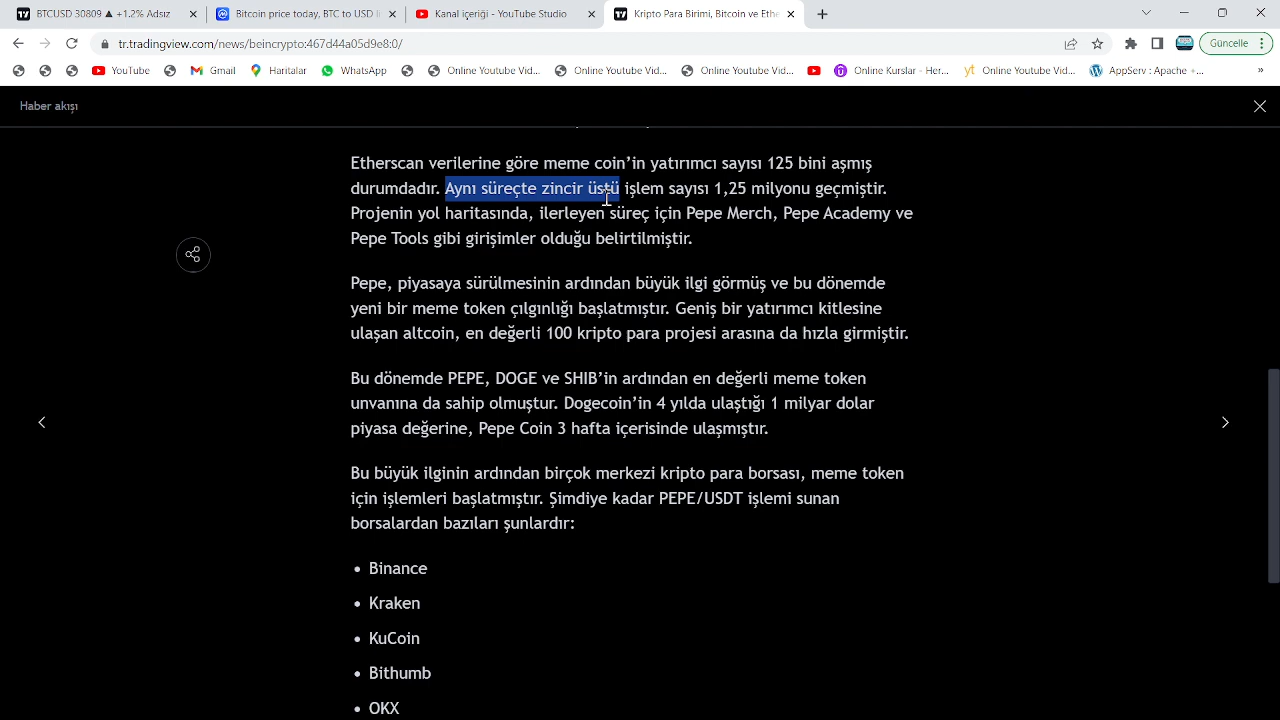 BTCUSD 30809 ▲ +1.2% Adsız
Bitcoin price today, BTC to USD li
Kanal içeriği - YouTube Studio
Kripto Para Birimi, Bitcoin ve Ethe
tr.tradingview.com/news/beincrypto:467d44a05d9e8:0/
Güncelle
YouTube
Gmail
Haritalar
WhatsApp
Online Youtube Vid...
Online Youtube Vid...
Online Youtube Vid...
Online Kurslar - Her...
yt Online Youtube Vid...
AppServ : Apache +...
»
Haber akışı
Etherscan verilerine göre meme coin'in yatırımcı sayısı 125 bini aşmış
durumdadır. Aynı süreçte zincir üstü işlem sayısı 1,25 milyonu geçmiştir.
Projenin yol haritasında, ilerleyen süreç için Pepe Merch, Pepe Academy ve
Pepe Tools gibi girişimler olduğu belirtilmiştir.
Pepe, piyasaya sürülmesinin ardından büyük ilgi görmüş ve bu dönemde
yeni bir meme token çılgınlığı başlatmıştır. Geniş bir yatırımcı kitlesine
ulaşan altcoin, en değerli 100 kripto para projesi arasına da hızla girmiştir.
Bu dönemde PEPE, DOGE ve SHIB'in ardından en değerli meme token
unvanına da sahip olmuştur. Dogecoin'in 4 yılda ulaştığı 1 milyar dolar
piyasa değerine, Pepe Coin 3 hafta içerisinde ulaşmıştır.
Bu büyük ilginin ardından birçok merkezi kripto para borsası, meme token
için işlemleri başlatmıştır. Şimdiye kadar PEPE/USDT işlemi sunan
borsalardan bazıları şunlardır:
• Binance
• Kraken
• KuCoin
• Bithumb
• OKX